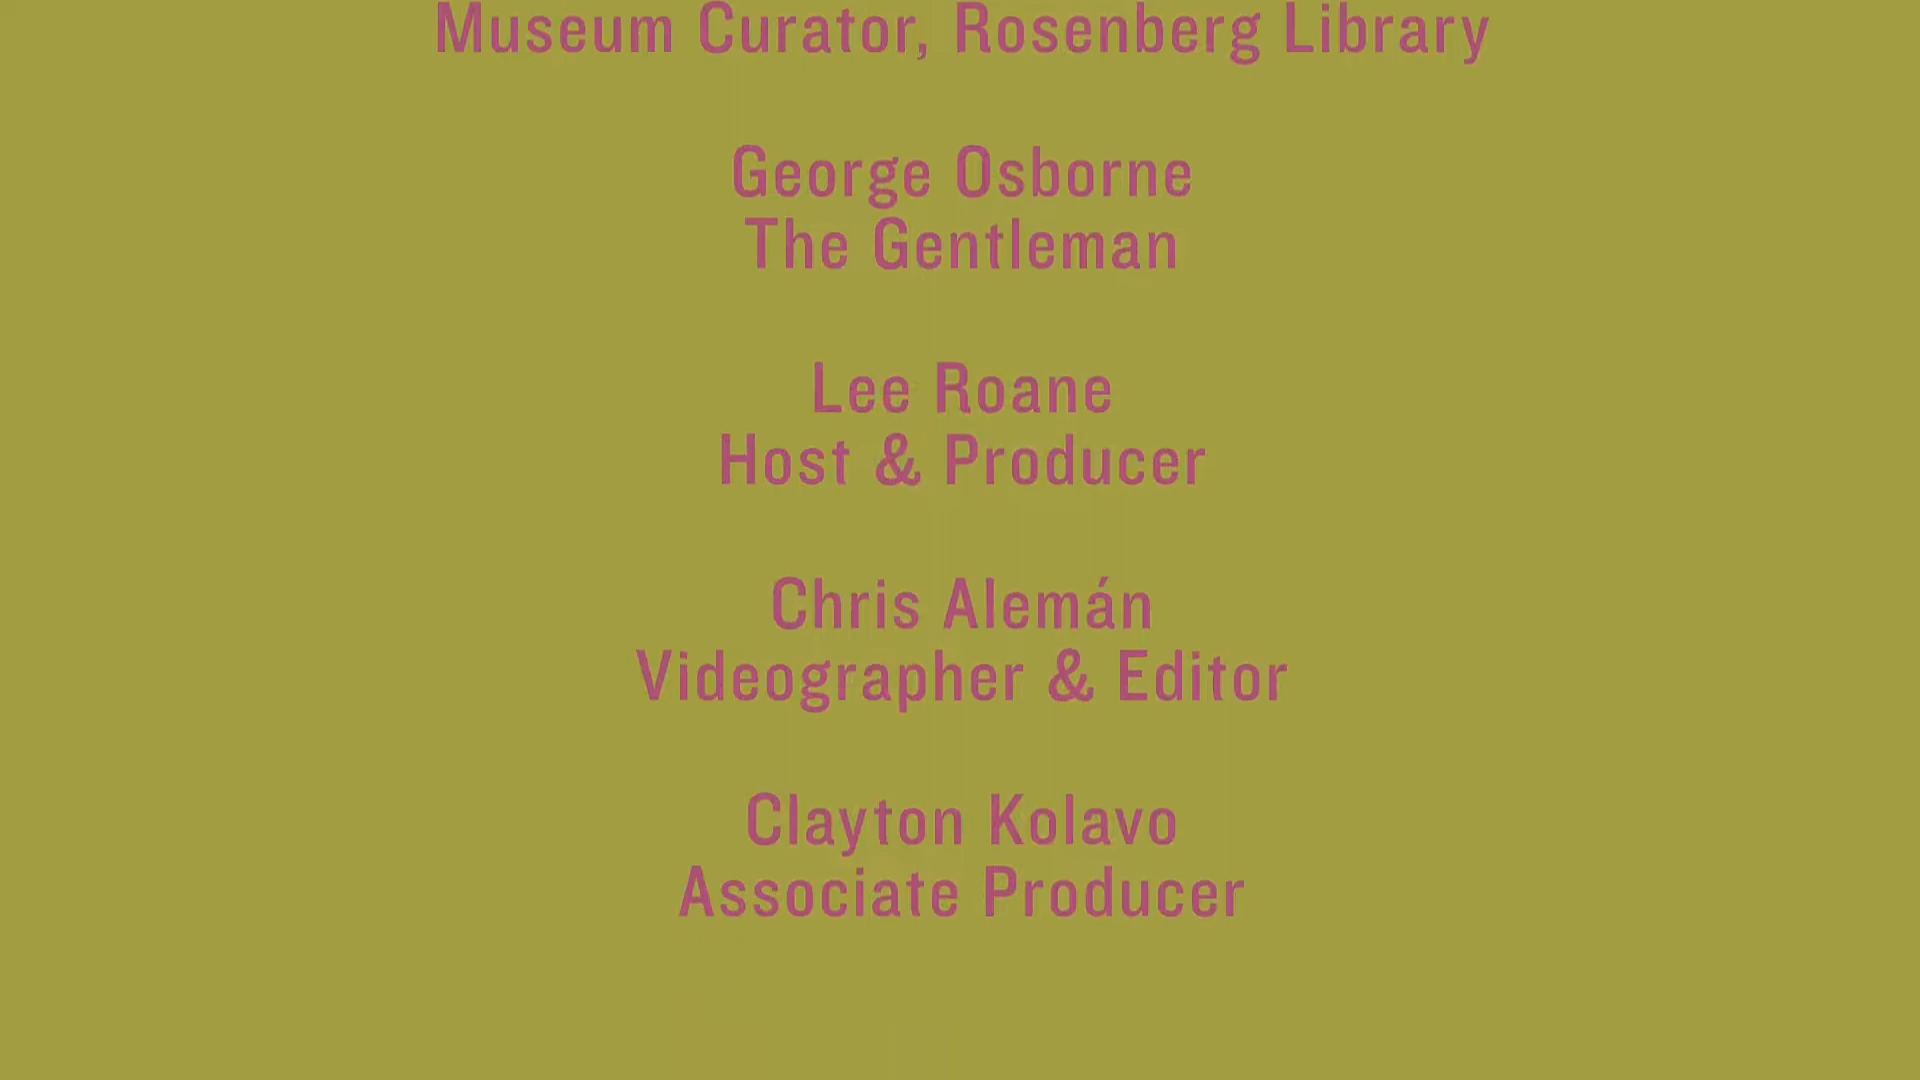 Museum Curator, Rosenberg Library
George Osborne
The Gentleman
Lee Roane
Host & Producer
Chris Alemán
Videographer & Editor
Clayton Kolavo
Associate Producer